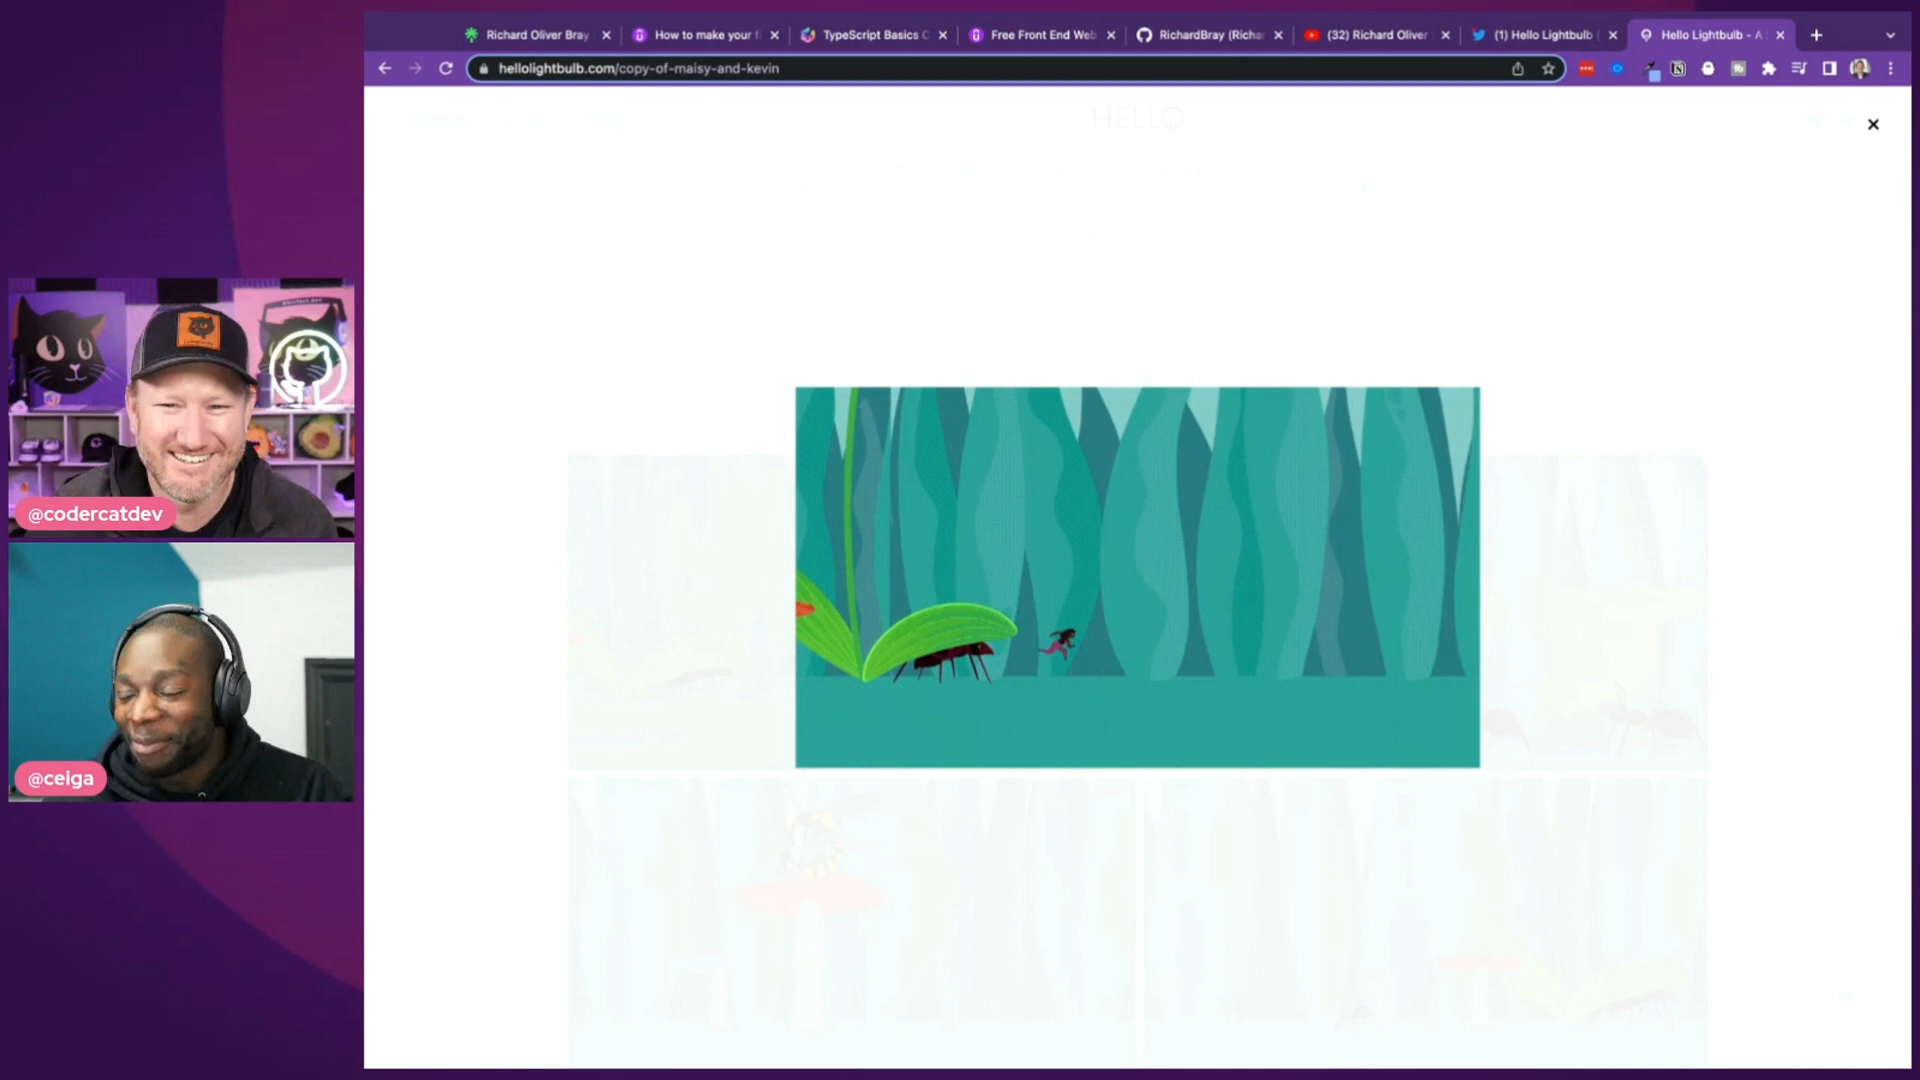 Richard Oliver Bray
How to make your f
TypeScript Basics C
Free Front End Web
RichardBray (Richa
(32) Richard Oliver
(1) Hello Lightbulb (
Hello Lightbulb - A
hellolightbulb.com/copy-of-maisy-and-kevin
HELLO
@codercatdev
@ceiga